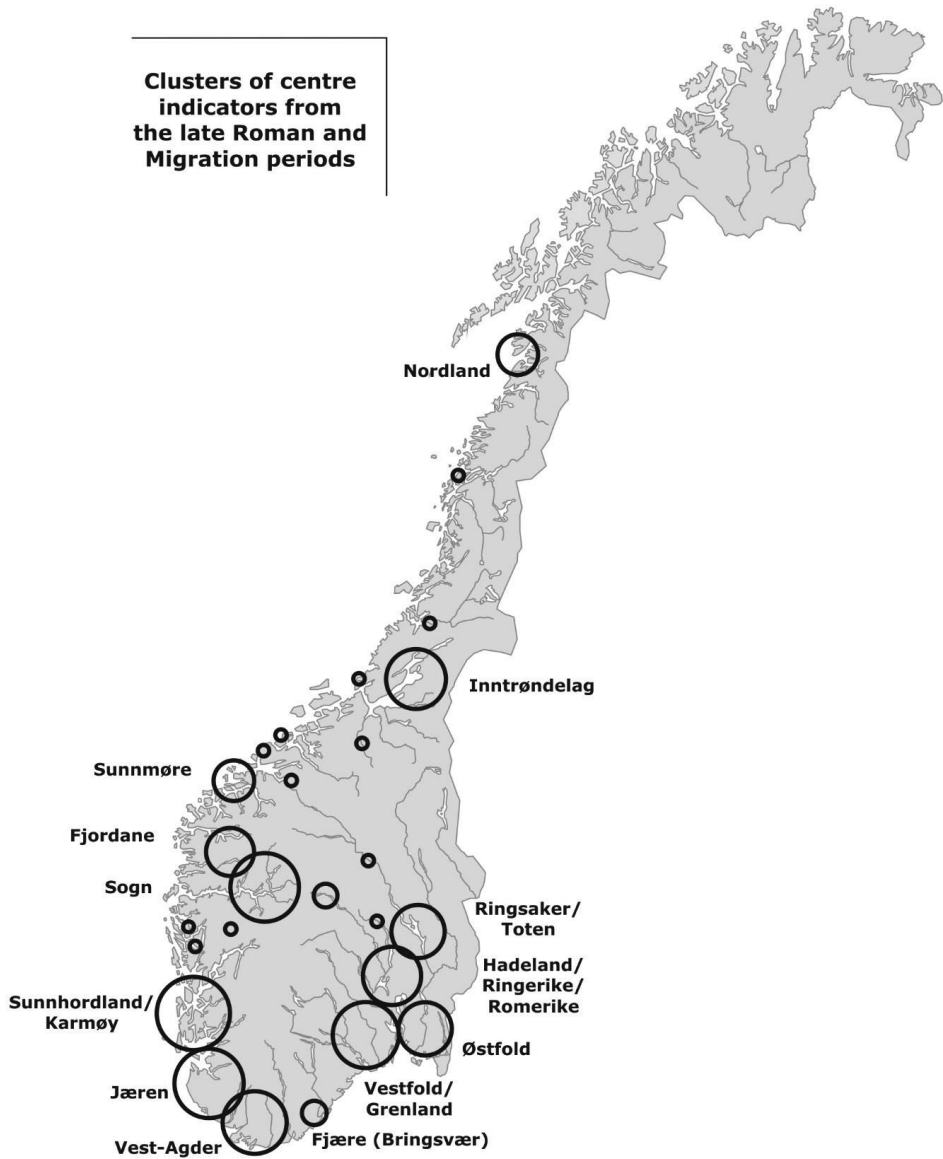 Clusters of centre
indicators from
the late Roman and
Migration periods
Nordland
Inntrøndelag
Sunnmøre
Fjordane
Sogn
Ringsaker/
Toten
Hadeland/
Ringerike/
Romerike
Sunnhordland/
Karmøy
Østfold
Jæren
Vestfold/
Grenland
Fjære (Bringsvær)
Vest-Agder